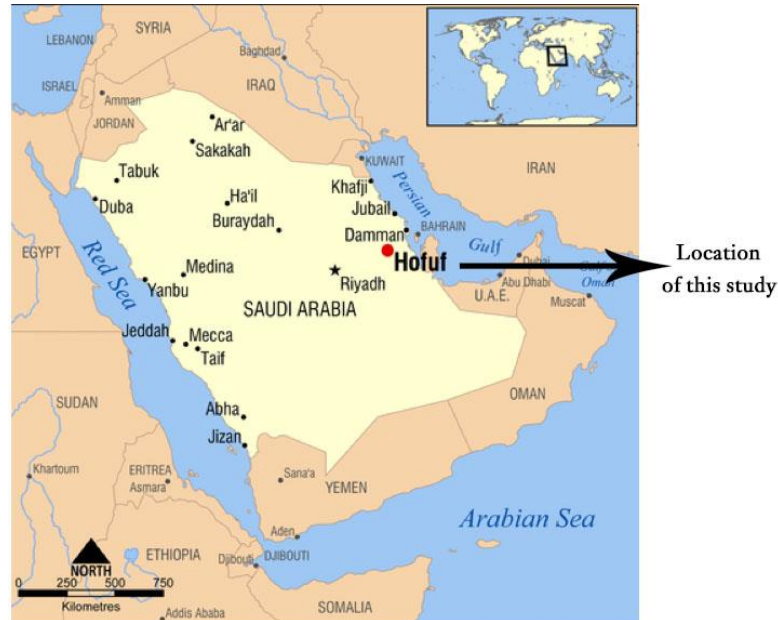 SYRIA
LEBANON
Baghdad
IRAQ
ISRAEL
Amman
JORDAN
Ar'ar
Sakakah
KUWAIT
IRAN
Tabuk
Khafji
Persian
Ha'il
Duba
Jubail
Buraydah
BAHRAIN
Damman
EGYPT
Gulf
Hofuf
Dubai
Location
of this study
Red Sea
Medina
Riyadh
Abu Dhabi
Gulf of
Oman
Yanbu
U.A.E.
Muscat
SAUDI ARABIA
Jeddah
Mecca
Taif
OMAN
SUDAN
Abha
Jizan
Khartoum
ERITREA
Asmara
Sana'a
YEMEN
Arabian Sea
Aden
NORTH
ETHIOPIA
Djibouti
DJIBOUTI
0 250 500 750
Kilometres
Addis Ababa
SOMALIA